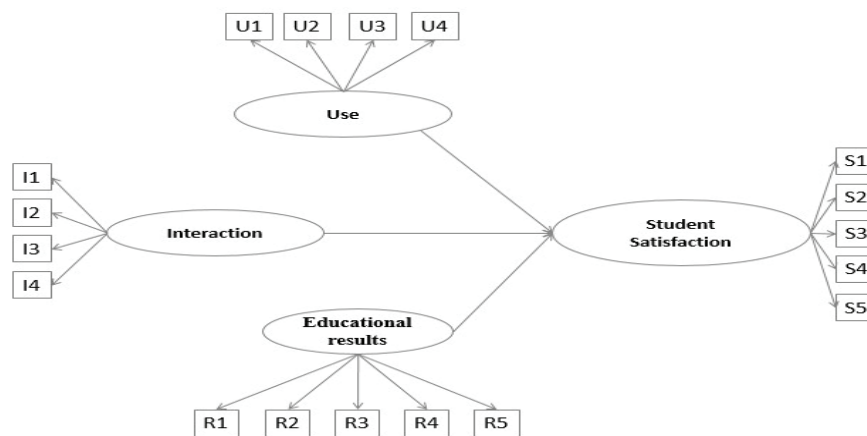 U1 U2 U3 U4
Use
I1
I2
I3
I4
Interaction
Student
Satisfaction
S1
S2
S3
S4
S5
Educational
results
R1 R2 R3 R4 R5